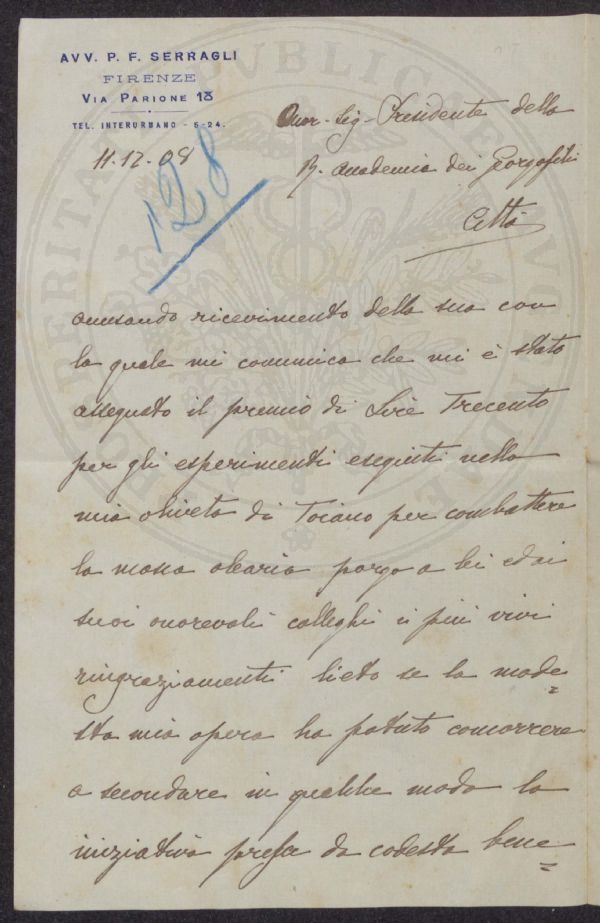 AVV. P. F. SERRAGLI
FIRENZE
VIA PARIONE 18
TEL. INTERURBANO - 5-24.
11-12-08
128
Onor. Sig. Presidente della
R. Accademia dei Georgofili
Città
accusando ricevimento della sua con
la quale mi comunica che mi è stato
assegnato il premio di Lire Trecento
per gli esperimenti eseguiti nella
mia oliveta di Toiano per combattere
la mosca olearia porgo a lei ed ai
suoi onorevoli colleghi i più vivi
ringraziamenti lieto se la mode=
sta mia opera ha potuto concorrere
a secondare in qualche modo la
iniziativa presa da codesta bene=